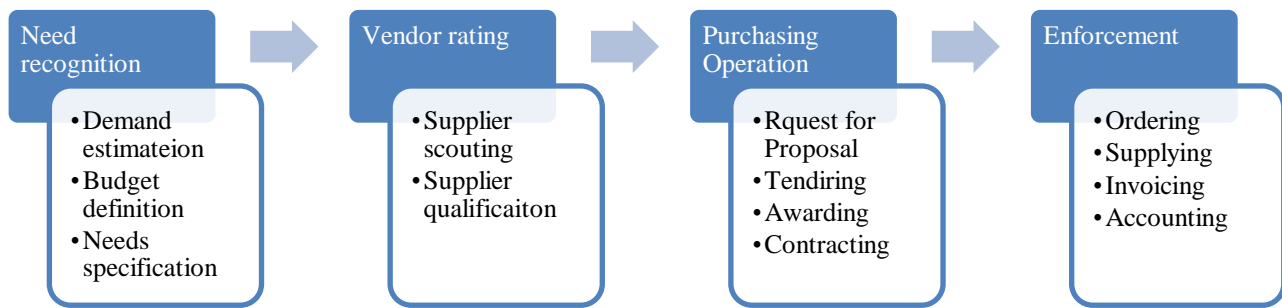 Need
recognition
•Demand
estimateion
•Budget
definition
•Needs
specification
Vendor rating
•Supplier
scouting
•Supplier
qualificaiton
Purchasing
Operation
•Rquest for
Proposal
•Tendiring
•Awarding
•Contracting
Enforcement
•Ordering
•Supplying
•Invoicing
•Accounting